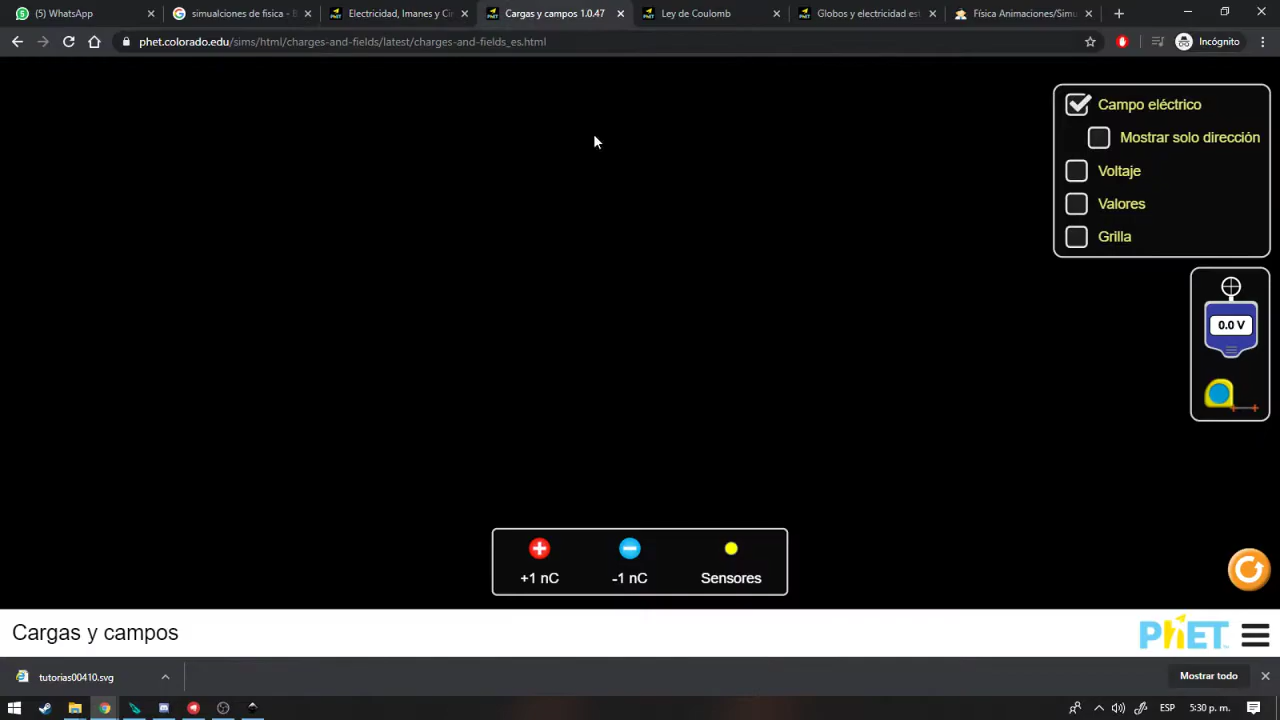 (5) WhatsApp
simualciones de fisica - B
Electricidad, Imanes y Cir
Cargas y campos 1.0.47
Ley de Coulomb
Globos y electricidad est
Física Animaciones/Simu
phet.colorado.edu/sims/html/charges-and-fields/latest/charges-and-fields_es.html
Incógnito
Campo eléctrico
Mostrar solo dirección
Voltaje
Valores
Grilla
0.0 V
+1 nC
-1 nC
Sensores
Cargas y campos
PhET
tutorias00410.svg
Mostrar todo
ESP
5:30 p. m.